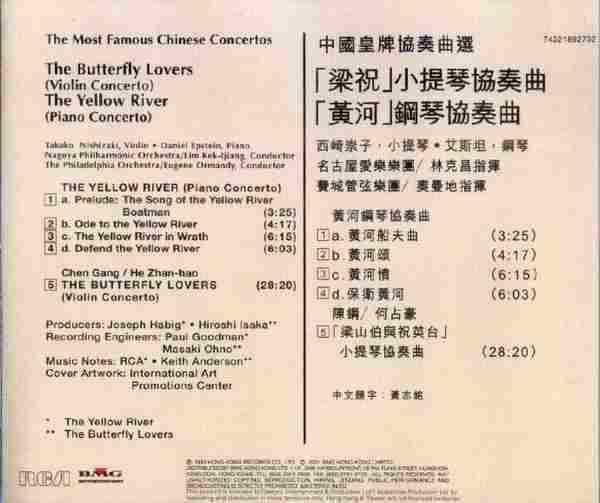 The Most Famous Chinese Concertos
The Butterfly Lovers
(Violin Concerto)
The Yellow River
(Piano Concerto)
Takako Nishizaki, Violin • Daniel Epstein, Piano
Nagoya Philharmonic Orchestra/Lim Kek-tjiang, Conductor
The Philadelphia Orchestra/Eugene Ormandy, Conductor
THE YELLOW RIVER (Piano Concerto)
1 a. Prelude: The Song of the Yellow River
Boatman (3:25)
2 b. Ode to the Yellow River (4:17)
3 c. The Yellow River in Wrath (6:15)
4 d. Defend the Yellow River (6:03)
Chen Gang / He Zhan-hao
5 THE BUTTERFLY LOVERS (28:20)
(Violin Concerto)
Producers: Joseph Habig* • Hiroshi Isaka**
Recording Engineers: Paul Goodman*
Masaki Ohno**
Music Notes: RCA* • Keith Anderson**
Cover Artwork: International Art
Promotions Center
* The Yellow River
** The Butterfly Lovers
RCA BMG
中國皇牌協奏曲選
74321892732
「梁祝」小提琴協奏曲
「黃河」鋼琴協奏曲
西崎崇子,小提琴•艾斯坦,鋼琴
名古屋愛樂樂團/林克昌指揮
費城管弦樂團/奧曼地指揮
黃河鋼琴協奏曲
1 a.黃河船夫曲 (3:25)
2 b.黃河頌 (4:17)
3 c.黃河憤 (6:15)
4 d.保衛黃河 (6:03)
陳鋼/何占豪
5 「梁山伯與祝英台」
小提琴協奏曲 (28:20)
中文題字:黃志銘